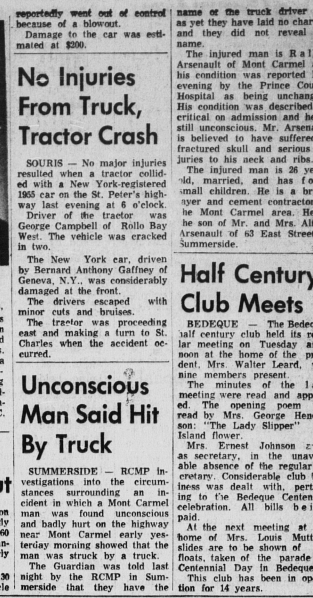 reportedly went out of control
because of a blowout.
Damage to the car was esti-
mated at $200.
No Injuries
From Truck,
Tractor Crash
SOURIS — No major injuries
resulted when a tractor collid-
ed with a New York-registered
1955 car on the St. Peter's high-
way last evening at 6 o'clock.
Driver of the tractor was
George Campbell of Rollo Bay
West. The vehicle was cracked
in two.
The New York car, driven
by Bernard Anthony Gaffney of
Geneva, N.Y., was considerably
damaged at the front.
The drivers escaped with
minor cuts and bruises.
The tractor was proceeding
east and making a turn to St.
Charles when the accident oc-
curred.
Unconscious
Man Said Hit
By Truck
SUMMERSIDE — RCMP in-
vestigations into the circum-
stances surrounding an in-
cident in which a Mont Carmel
man was found unconscious
and badly hurt on the highway
near Mont Carmel early yes-
terday morning showed that the
man was struck by a truck.
The Guardian was told last
night by the RCMP in Sum-
merside that they have the
name of the truck driver
as yet they have laid no char
and they did not reveal
name.
The injured man is Ral
Arsenault of Mont Carmel
his condition was reported
evening by the Prince Cou
Hospital as being unchang
His condition was described
critical on admission and he
still unconscious. Mr. Arsena
is believed to have suffered
fractured skull and serious
juries to his neck and ribs.
The injured man is 26 ye
old, married, and has fo
small children. He is a br
ayer and cement contractor
he Mont Carmel area. He
he son of Mr. and Mrs. Ali
Arsenault of 63 East Street
Summerside.
Half Century
Club Meets
BEDEQUE — The Bedeq
half century club held its re
lar meeting on Tuesday a
noon at the home of the pr
dent, Mrs. Walter Leard,
nine members present.
The minutes of the l
meeting were read and app
ed. The opening poem
read by Mrs. George Hen
son: "The Lady Slipper"
Island flower.
Mrs. Ernest Johnson
as secretary, in the unav
able absence of the regular
cretary. Considerable club
iness was dealt with, pert
ing to the Bedeque Centen
celebration. All bills bei
paid.
At the next meeting at
home of Mrs. Louis Mutt
slides are to be shown of
floats, taken of the parade
Centennial Day in Bedeque
This club has been in op
tion for 14 years.